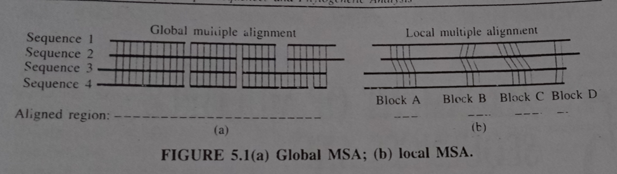 Global multiple alignment
Local multiple alignment
Sequence 1
Sequence 2
Sequence 3
Sequence 4
Block A Block B Block C Block D
Aligned region:
(a)
(b)
FIGURE 5.1(a) Global MSA; (b) local MSA.